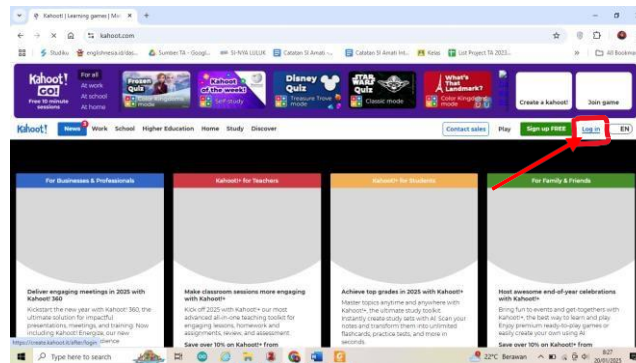 Kahoot! | Learning games | Ma
kahoot.com
Studiku
englishnesia.id/das...
Sumber TA - Googl...
SI-NYA LULUK
Catatan SI Amati -...
Catatan SI Amati Int...
Kelas
List Project TA 2023...
All Bookmar
Kahoot!
GO!
Free 10-minute
sessions
For all
At work
At school
At home
Frozen
Quiz
Color King
mode
Kahoot!
of the week!
Self study
Disney
Quiz
Treasure Trove
mode
STAR
WAR
Quiz
Classic mode
What's
That
Landmark?
Color Kingdoms
mode
Create a kahoot!
Join game
Kahoot!
News
Work
School
Higher Education
Home
Study
Discover
Contact sales
Play
Sign up FREE
Log in
EN
For Businesses & Professionals
Kahoot!+ for Teachers
Kahoot!+ for Students
For Family & Friends
Deliver engaging meetings in 2025 with
Kahoot! 360
Kickstart the new year with Kahoot! 360, the
ultimate solution for impactful
presentations, meetings, and training. Now
including Kahoot! Energize, our new
dience
Make classroom sessions more engaging
with Kahoot!+
Kick off 2025 with Kahoot!+ our most
advanced all-in-one teaching toolkit for
engaging lessons, homework and
assignments, review, and assessment.
Save over 10% on Kahoot!+ from
Achieve top grades in 2025 with Kahoot!+
Master topics anytime and anywhere with
Kahoot!+, the ultimate study toolkit.
Instantly create study sets with AI. Scan your
notes and transform them into unlimited
flashcards, practice tests, and more in
seconds.
Host awesome end-of-year celebrations
with Kahoot!+
Bring fun to events and get-togethers with
Kahoot!+, the best way to learn and play.
Enjoy premium ready-to-play games or
easily create your own using AI
Save over 10% on Kahoot!+ from
https://create.kahoot.it/after/login
Type here to search
22°C Berawan
8:27
20/01/2025